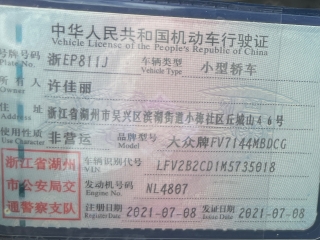 中华人民共和国机动车行驶证
Vehicle License of the People's Republic of China
号牌号码 浙EP811J 车辆类型 小型轿车
Plate No. Vehicle Type
所有人 许佳丽
Owner
浙江省湖州市吴兴区滨湖街道小梅社区丘城山46号
使用性质 非营运 品牌型号 大众牌FV7144MBDCG
Use Character Model
浙江省湖州市公安局交通警察支队
车辆识别代号 LFV2B2CD1M5735018
VIN
发动机号码 NL4807
Engine No.
注册日期 2021-07-08 发证日期 2021-07-08
Register Date Issue Date